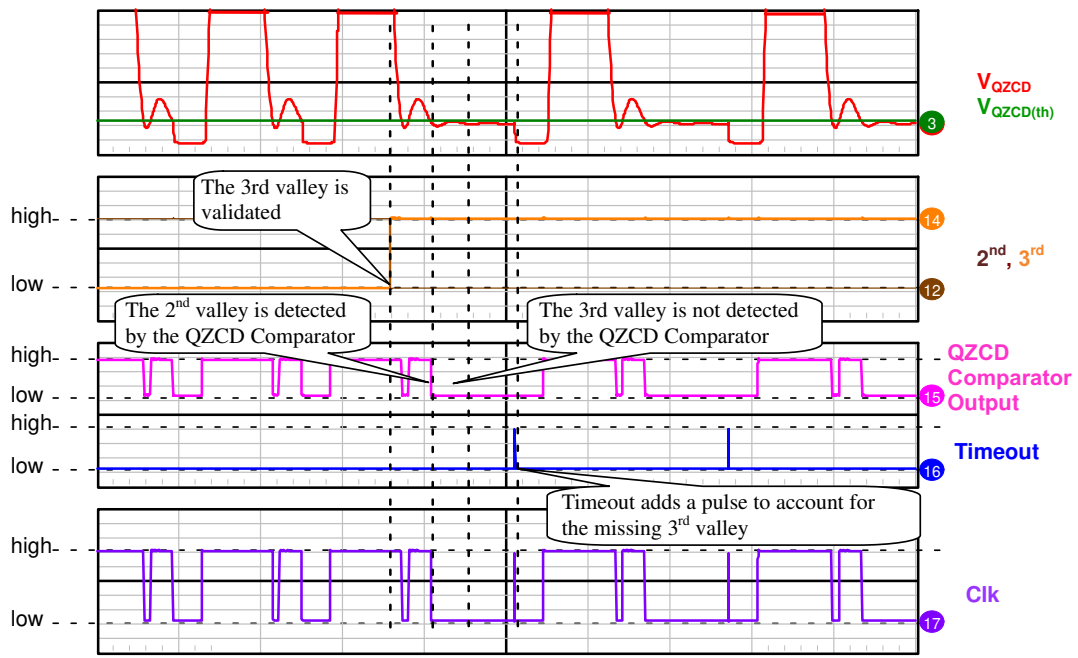 VQZCD
VQZCD(th)
3
The 3rd valley is
validated
high
14
2nd, 3rd
low
12
The 2nd valley is detected
by the QZCD Comparator
The 3rd valley is not detected
by the QZCD Comparator
high
QZCD
Comparator
Output
low
15
high
Timeout
low
16
Timeout adds a pulse to account for
the missing 3rd valley
high
Clk
low
17